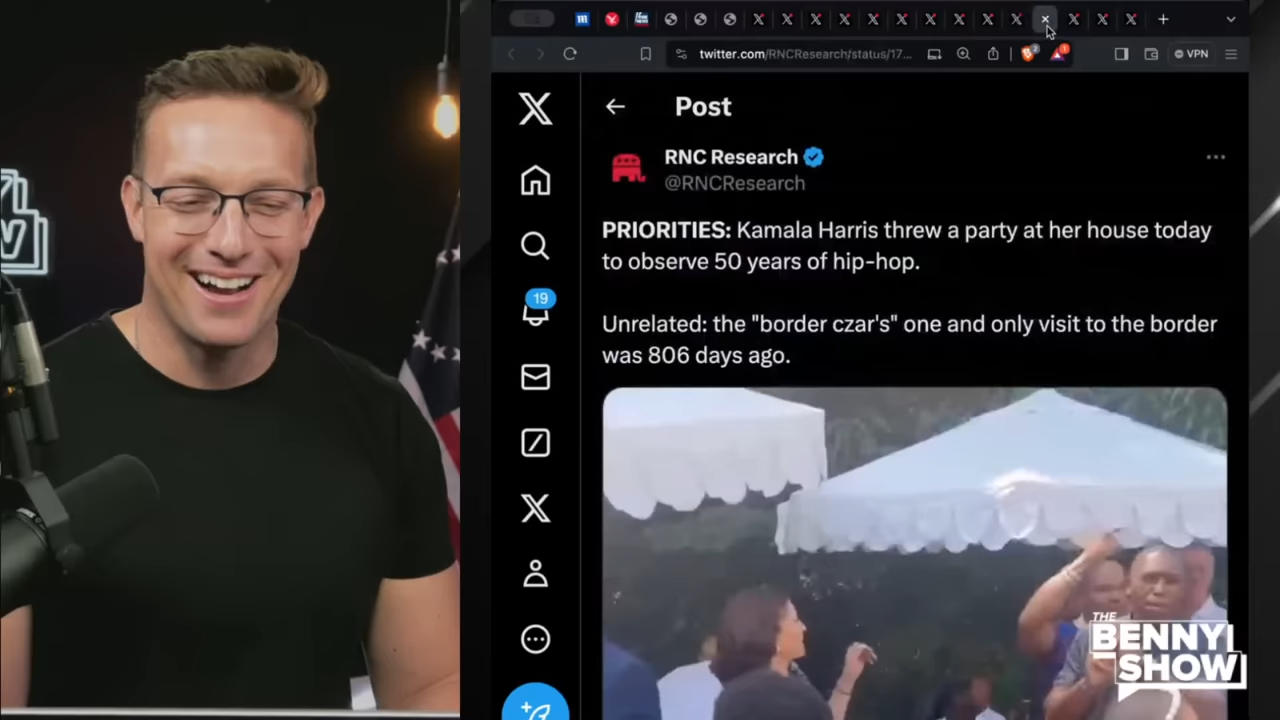 twitter.com/RNCResearch/status/17...
VPN
Post
RNC Research
@RNCResearch
19
PRIORITIES: Kamala Harris threw a party at her house today
to observe 50 years of hip-hop.
Unrelated: the "border czar's" one and only visit to the border
was 806 days ago.
THE
BENNY
SHOW